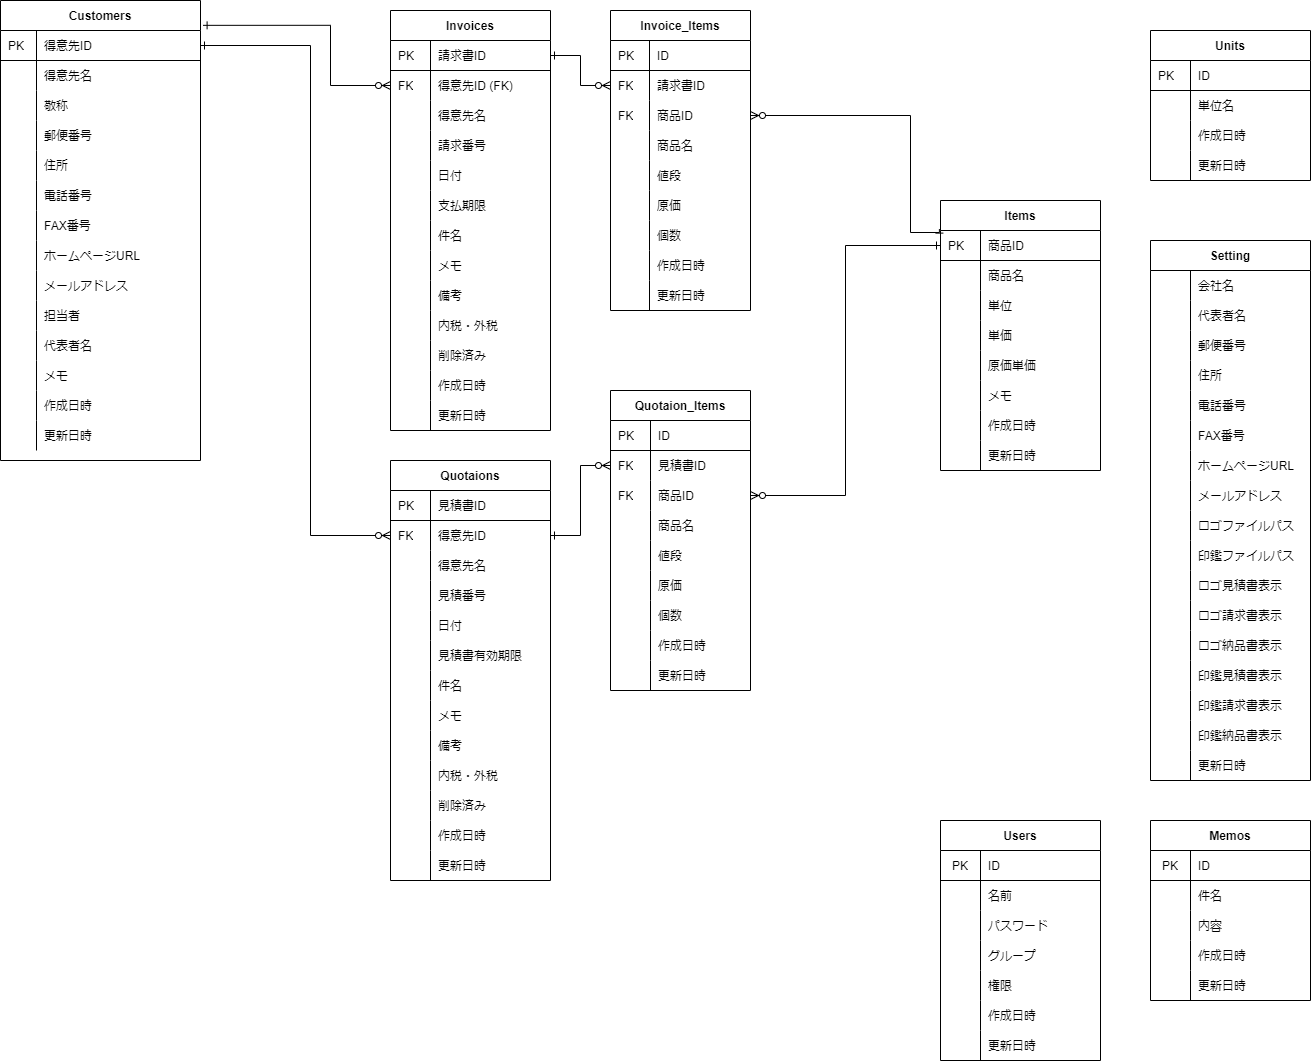 Customers
PK 得意先ID
得意先名
敬称
郵便番号
住所
電話番号
FAX番号
ホームページURL
メールアドレス
担当者
代表者名
メモ
作成日時
更新日時
Invoices
PK 請求書ID
FK 得意先ID (FK)
得意先名
請求番号
日付
支払期限
件名
メモ
備考
内税・外税
削除済み
作成日時
更新日時
Quotaions
PK 見積書ID
FK 得意先ID
得意先名
見積番号
日付
見積書有効期限
件名
メモ
備考
内税・外税
削除済み
作成日時
更新日時
Invoice_Items
PK ID
FK 請求書ID
FK 商品ID
商品名
値段
原価
個数
作成日時
更新日時
Quotaion_Items
PK ID
FK 見積書ID
FK 商品ID
商品名
値段
原価
個数
作成日時
更新日時
Items
PK 商品ID
商品名
単位
単価
原価単価
メモ
作成日時
更新日時
Units
PK ID
単位名
作成日時
更新日時
Setting
会社名
代表者名
郵便番号
住所
電話番号
FAX番号
ホームページURL
メールアドレス
ロゴファイルパス
印鑑ファイルパス
ロゴ見積書表示
ロゴ請求書表示
ロゴ納品書表示
印鑑見積書表示
印鑑請求書表示
印鑑納品書表示
更新日時
Users
PK ID
名前
パスワード
グループ
権限
作成日時
更新日時
Memos
PK ID
件名
内容
作成日時
更新日時